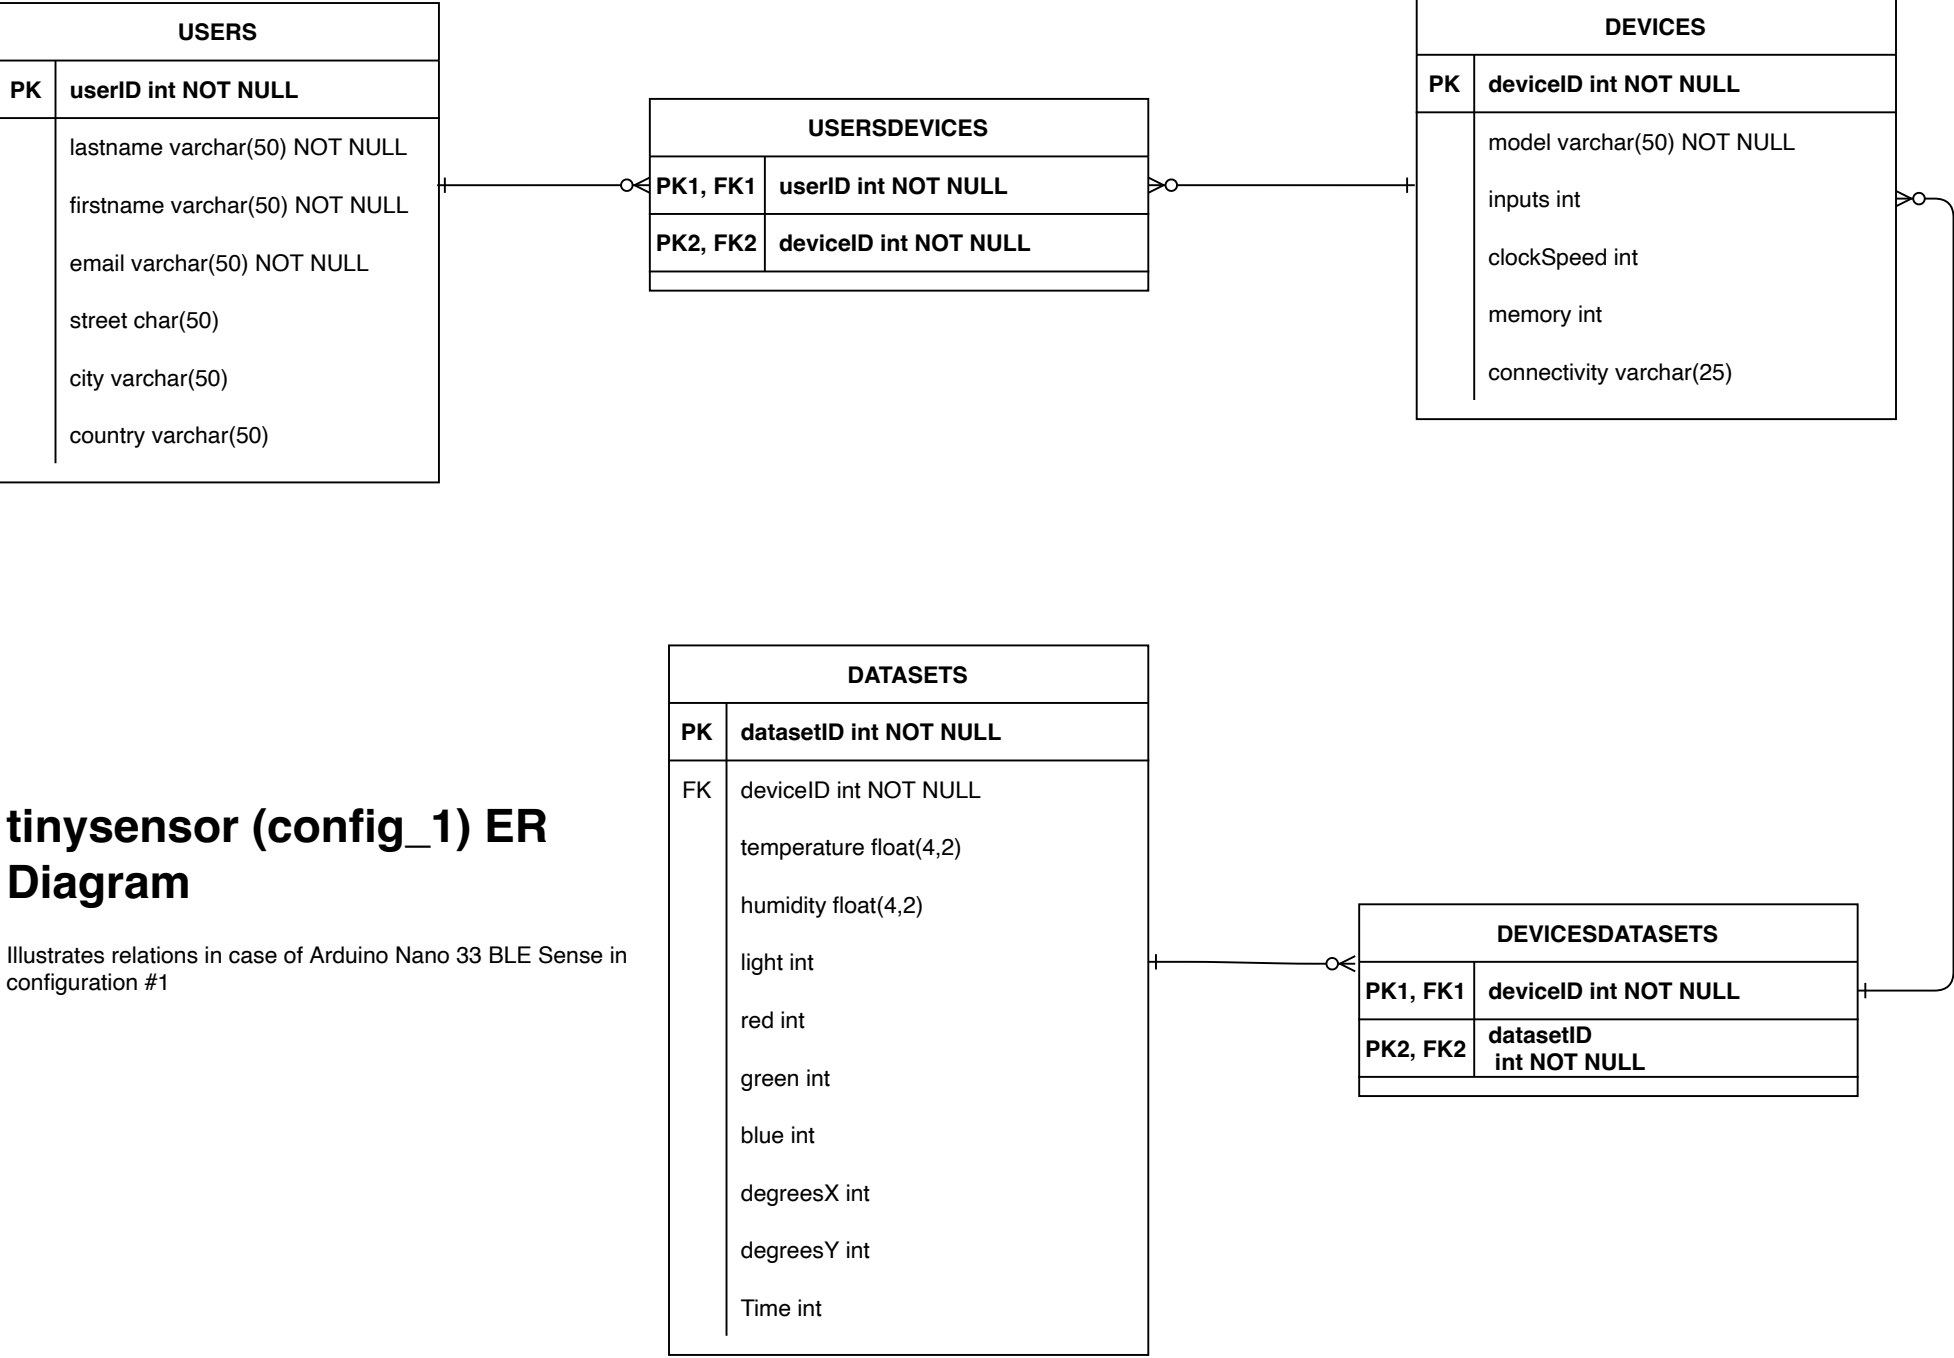 USERS
PK userID int NOT NULL
lastname varchar(50) NOT NULL
firstname varchar(50) NOT NULL
email varchar(50) NOT NULL
street char(50)
city varchar(50)
country varchar(50)
USERSDEVICES
PK1, FK1 userID int NOT NULL
PK2, FK2 deviceID int NOT NULL
DEVICES
PK deviceID int NOT NULL
model varchar(50) NOT NULL
inputs int
clockSpeed int
memory int
connectivity varchar(25)
tinysensor (config_1) ER
Diagram
Illustrates relations in case of Arduino Nano 33 BLE Sense in
configuration #1
DATASETS
PK datasetID int NOT NULL
FK deviceID int NOT NULL
temperature float(4,2)
humidity float(4,2)
light int
red int
green int
blue int
degreesX int
degreesY int
Time int
DEVICESDATASETS
PK1, FK1 deviceID int NOT NULL
PK2, FK2 datasetID
int NOT NULL